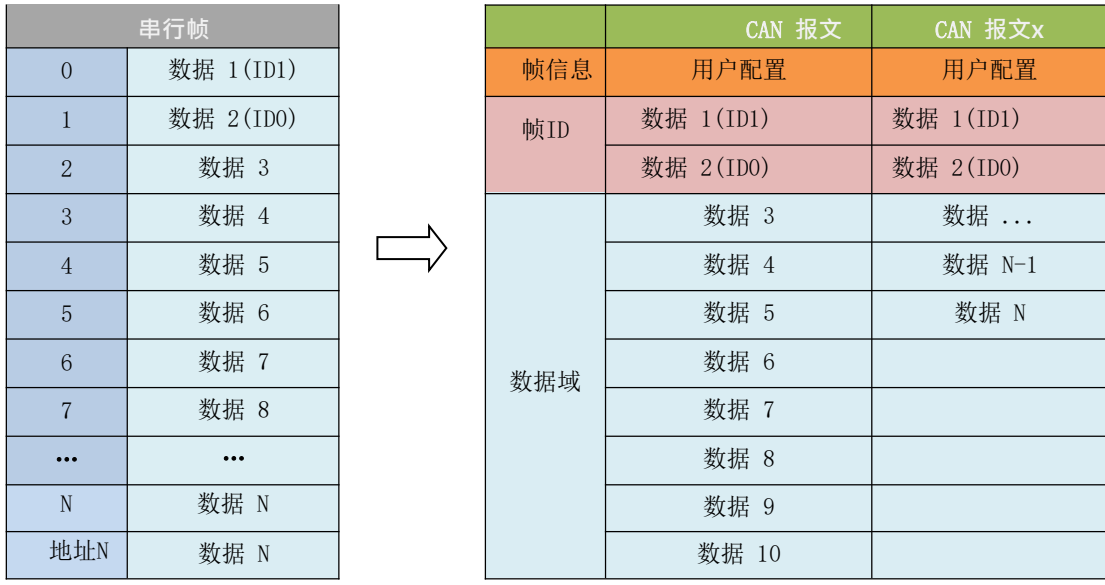 串行帧
0 数据 1(ID1)
1 数据 2(ID0)
2 数据 3
3 数据 4
4 数据 5
5 数据 6
6 数据 7
7 数据 8
… …
N 数据 N
地址N 数据 N
CAN 报文 CAN 报文x
帧信息 用户配置 用户配置
帧ID 数据 1(ID1) 数据 1(ID1)
数据 2(ID0) 数据 2(ID0)
数据域 数据 3 数据 ...
数据 4 数据 N-1
数据 5 数据 N
数据 6
数据 7
数据 8
数据 9
数据 10